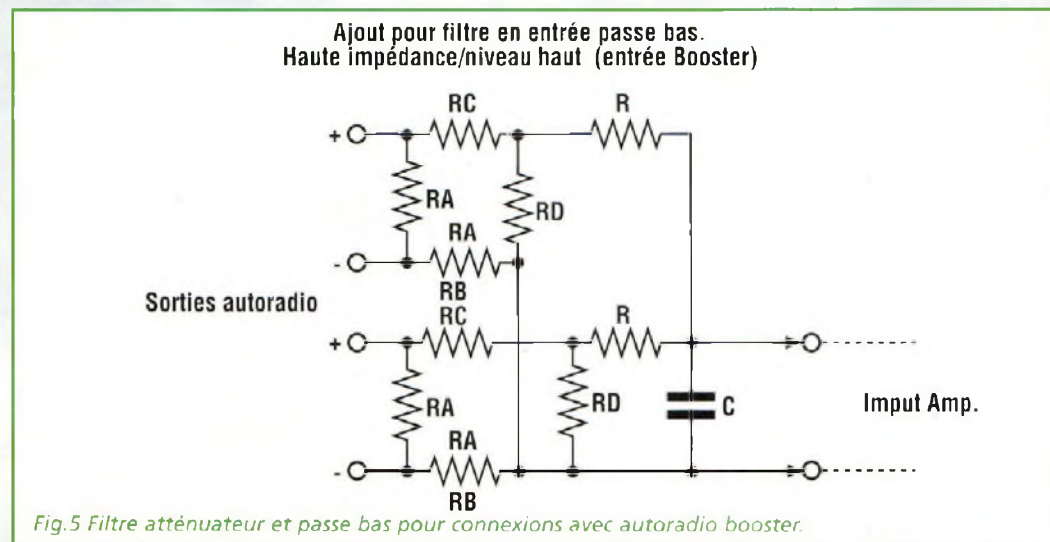 Ajout pour filtre en entrée passe bas.
Haute impédance/niveau haut (entrée Booster)
RC
R
+
RA
RD
RA
-
RB
Sorties autoradio
RC
R
+
RA
RD
C
Imput Amp.
RA
-
RB
Fig.5 Filtre atténuateur et passe bas pour connexions avec autoradio booster.